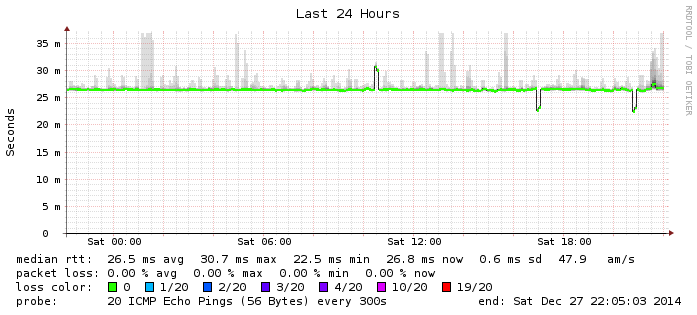 Last 24 Hours
RRDTOOL / TOBI OETIKER
Seconds
35 m
30 m
25 m
20 m
15 m
10 m
5 m
0
Sat 00:00 Sat 06:00 Sat 12:00 Sat 18:00
median rtt: 26.5 ms avg 30.7 ms max 22.5 ms min 26.8 ms now 0.6 ms sd 47.9 am/s
packet loss: 0.00 % avg 0.00 % max 0.00 % min 0.00 % now
loss color: 0 1/20 2/20 3/20 4/20 10/20 19/20
probe: 20 ICMP Echo Pings (56 Bytes) every 300s end: Sat Dec 27 22:05:03 2014